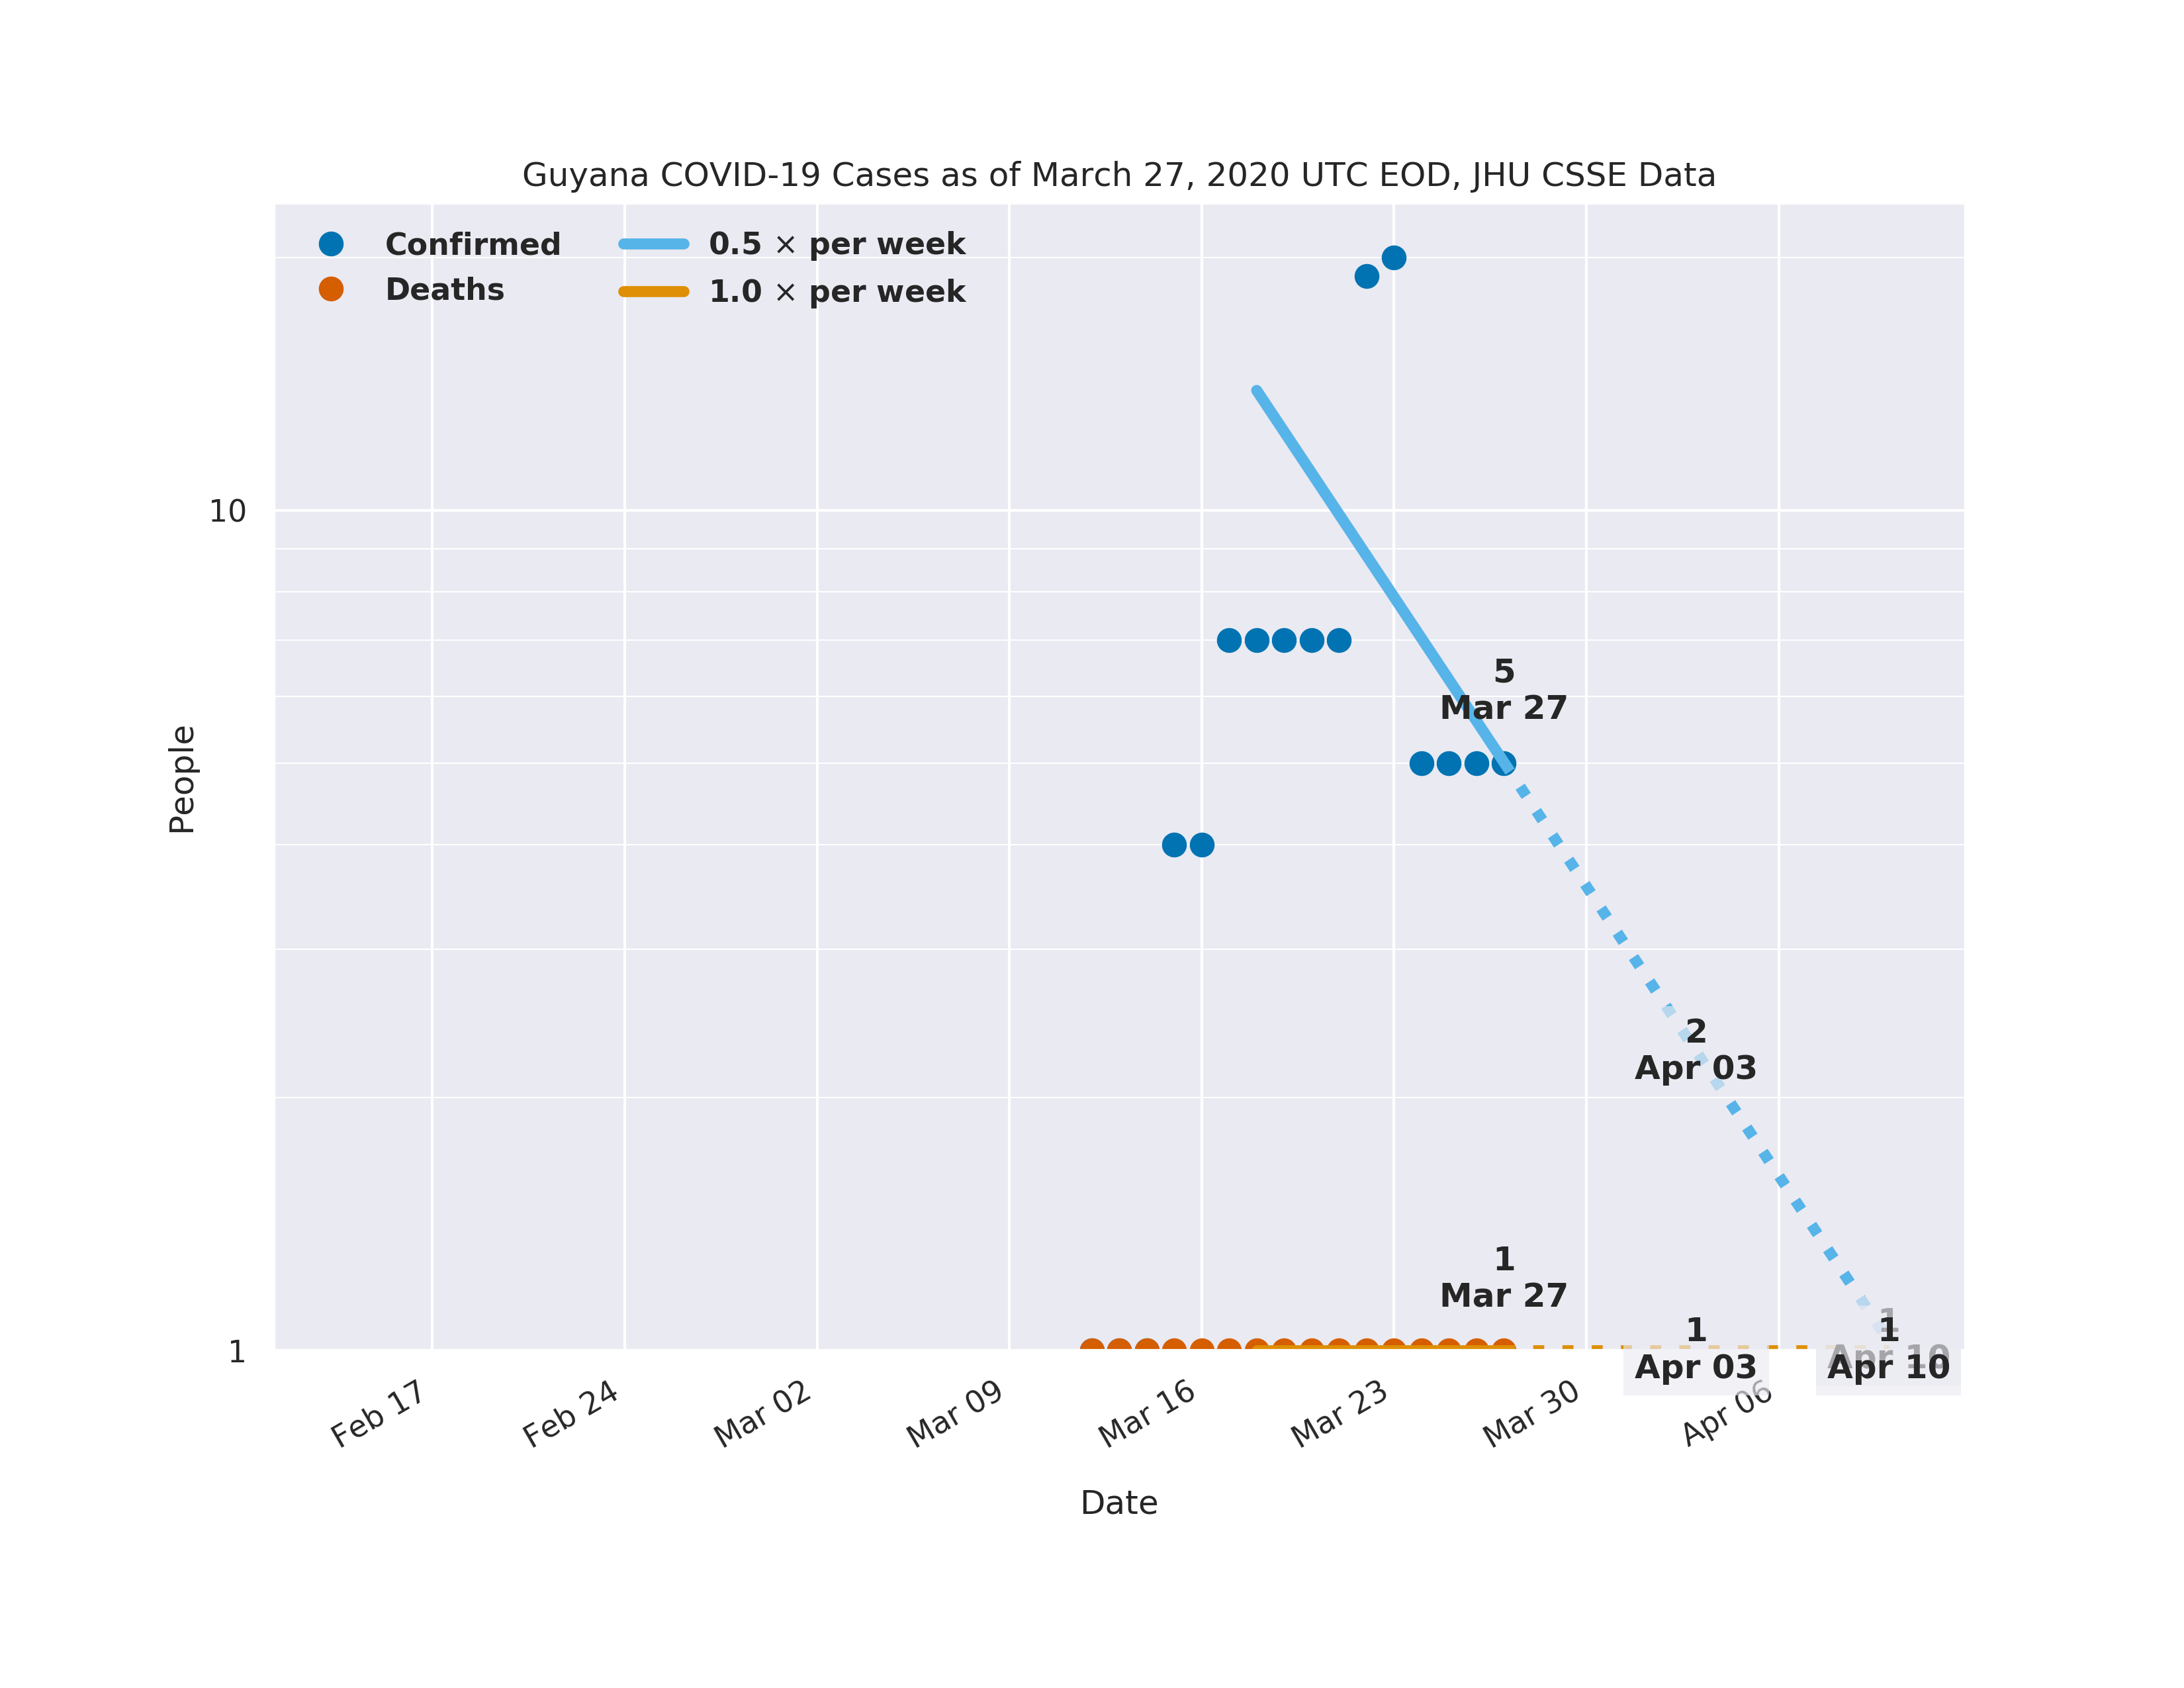 Guyana COVID-19 Cases as of March 27, 2020 UTC EOD, JHU CSSE Data
Confirmed
Deaths
0.5 × per week
1.0 × per week
10
1
People
5
Mar 27
2
Apr 03
1
Apr 10
1
Mar 27
1
Apr 03
1
Apr 10
Feb 17
Feb 24
Mar 02
Mar 09
Mar 16
Mar 23
Mar 30
Apr 06
Date